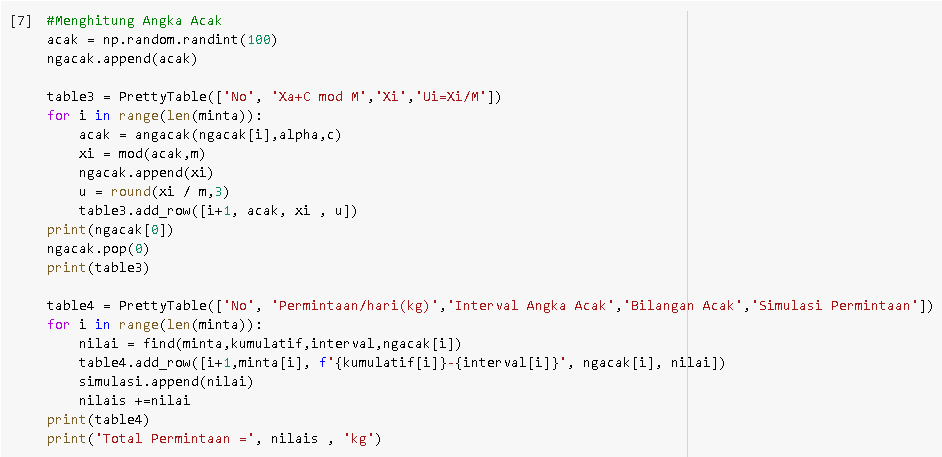 [7] #Menghitung Angka Acak
acak = np.random.randint(100)
ngacak.append(acak)
table3 = PrettyTable(['No', 'Xa+C mod M','Xi','Ui=Xi/M'])
for i in range(len(minta)):
acak = angacak(ngacak[i],alpha,c)
xi = mod(acak,m)
ngacak.append(xi)
u = round(xi / m,3)
table3.add_row([i+1, acak, xi , u])
print(ngacak[0])
ngacak.pop(0)
print(table3)
table4 = PrettyTable(['No', 'Permintaan/hari(kg)','Interval Angka Acak','Bilangan Acak','Simulasi Permintaan'])
for i in range(len(minta)):
nilai = find(minta,kumulatif,interval,ngacak[i])
table4.add_row([i+1,minta[i], f'{kumulatif[i]}-{interval[i]}', ngacak[i], nilai])
simulasi.append(nilai)
nilais +=nilai
print(table4)
print('Total Permintaan =', nilais , 'kg')